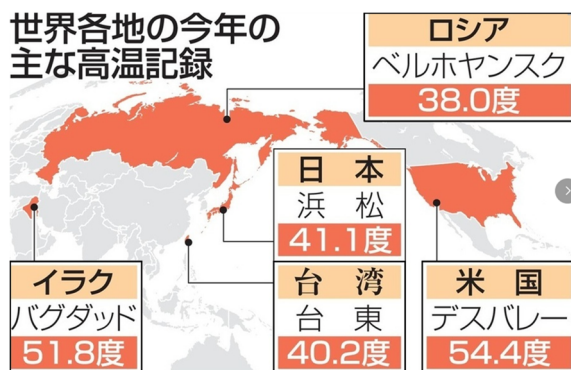 世界各地の今年の
主な高温記録
ロシア
ベルホヤンスク
38.0度
日本
浜松
41.1度
イラク
バグダッド
51.8度
台湾
台東
40.2度
米国
デスバレー
54.4度